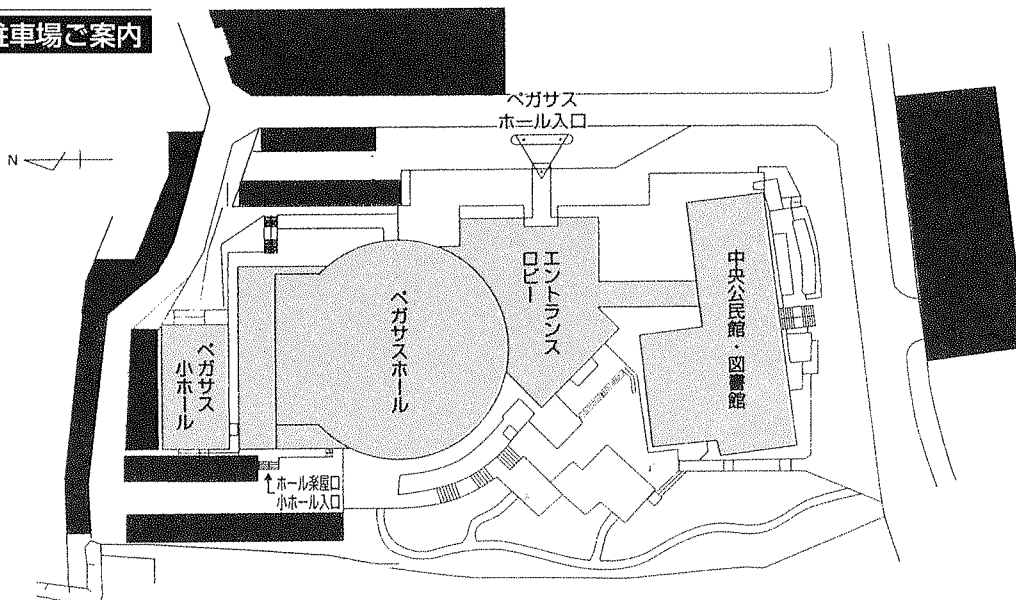 駐車場ご案内
ペガサス
ホール入口
N
エントランス
ロビー
中央公民館・図書館
ペガサスホール
ペガサス
小ホール
ホール楽屋口
小ホール入口